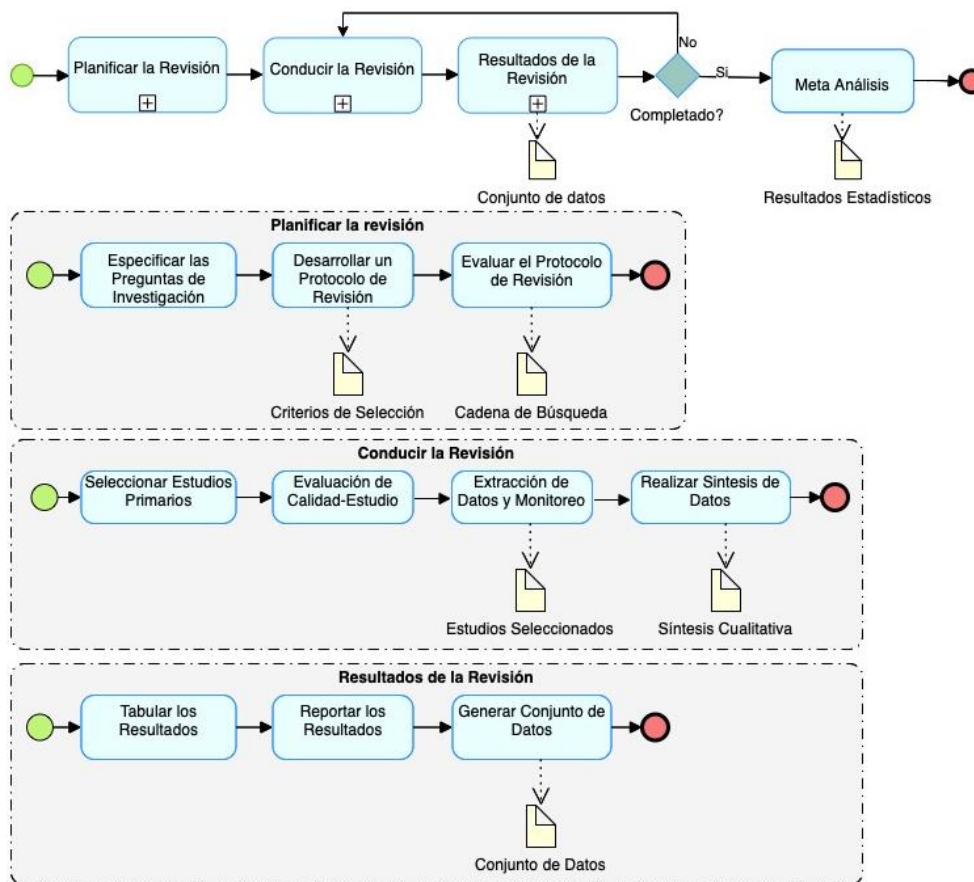 No
Planificar la Revisión
Conducir la Revisión
Resultados de la
Revisión
Si
Meta Análisis
Completado?
Conjunto de datos
Resultados Estadísticos
Planificar la revisión
Especificar las
Preguntas de
Investigación
Desarrollar un
Protocolo de
Revisión
Evaluar el Protocolo
de Revisión
Criterios de Selección
Cadena de Búsqueda
Conducir la Revisión
Seleccionar Estudios
Primarios
Evaluación de
Calidad-Estudio
Extracción de
Datos y Monitoreo
Realizar Sintesis de
Datos
Estudios Seleccionados
Síntesis Cualitativa
Resultados de la Revisión
Tabular los
Resultados
Reportar los
Resultados
Generar Conjunto de
Datos
Conjunto de Datos